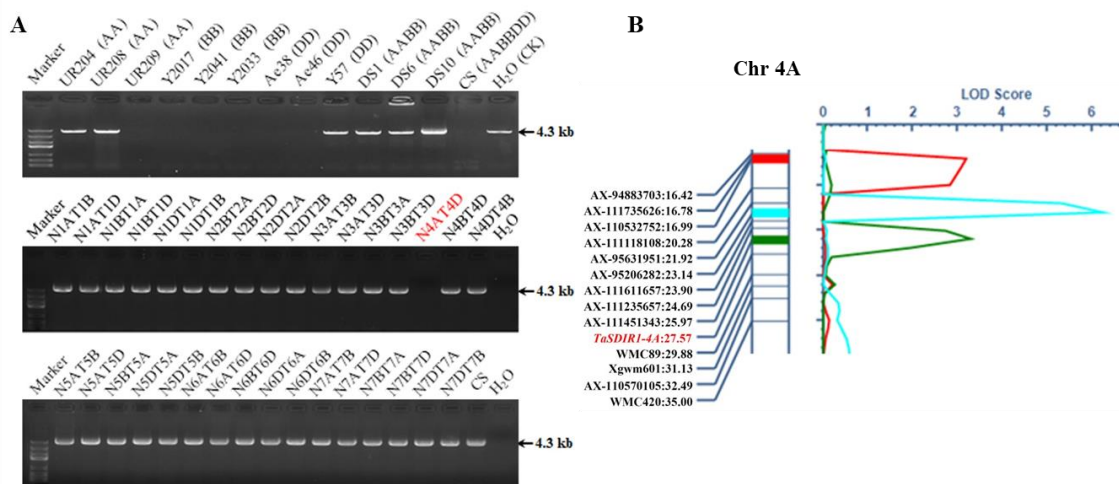 A
B
Marker UR204 (AA) UR208 (AA) UR209 (AA) Y2017 (BB) Y2041 (BB) Y2033 (BB) Ae38 (DD) Ae46 (DD) Y57 (DD) DS1 (AABB) DS6 (AABB) DS10 (AABB) CS (AABBDD) H2O (CK)
4.3 kb
Marker N1AT1B N1AT1D N1BT1A N1BT1D N1DT1A N1DT1B N2BT2A N2BT2D N2DT2A N2DT2B N3AT3B N3AT3D N3BT3A N3BT3D N4AT4D N4BT4D N4DT4B H2O
4.3 kb
Marker N5AT5B N5AT5D N5BT5A N5DT5A N5DT5B N6AT6B N6AT6D N6BT6D N6DT6A N6DT6B N7AT7B N7AT7D N7BT7A N7BT7D N7DT7A N7DT7B CS H2O
4.3 kb
Chr 4A
LOD Score
0 1 2 3 4 5 6
AX-94883703:16.42
AX-111735626:16.78
AX-110532752:16.99
AX-111118108:20.28
AX-95631951:21.92
AX-95206282:23.14
AX-111611657:23.90
AX-111235657:24.69
AX-111451343:25.97
TaSDIR1-4A:27.57
WMC89:29.88
Xgwm601:31.13
AX-110570105:32.49
WMC420:35.00